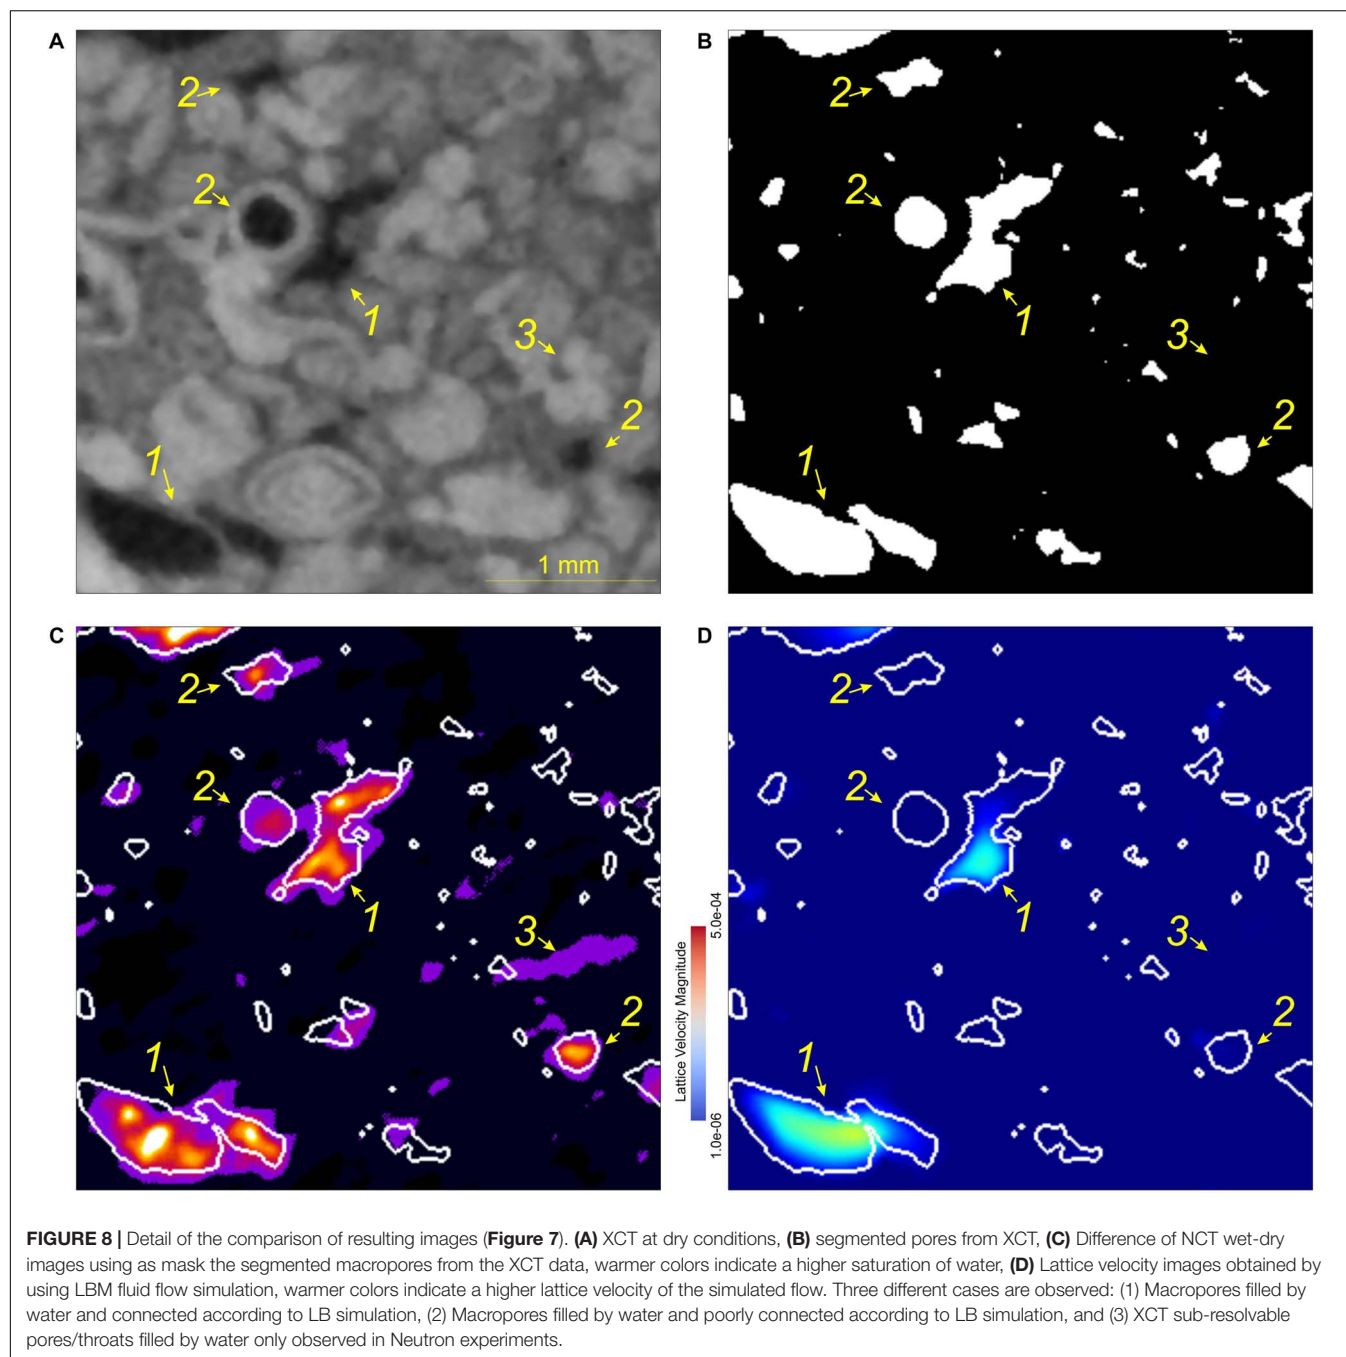 A
2
2
1
3
2
1
1 mm
B
2
2
1
3
2
1
C
2
2
1
3
2
1
D
2
2
1
3
2
1
5.0e-04
Lattice Velocity Magnitude
1.0e-06
FIGURE 8 | Detail of the comparison of resulting images (Figure 7). (A) XCT at dry conditions, (B) segmented pores from XCT, (C) Difference of NCT wet-dry
images using as mask the segmented macropores from the XCT data, warmer colors indicate a higher saturation of water, (D) Lattice velocity images obtained by
using LBM fluid flow simulation, warmer colors indicate a higher lattice velocity of the simulated flow. Three different cases are observed: (1) Macropores filled by
water and connected according to LB simulation, (2) Macropores filled by water and poorly connected according to LB simulation, and (3) XCT sub-resolvable
pores/throats filled by water only observed in Neutron experiments.